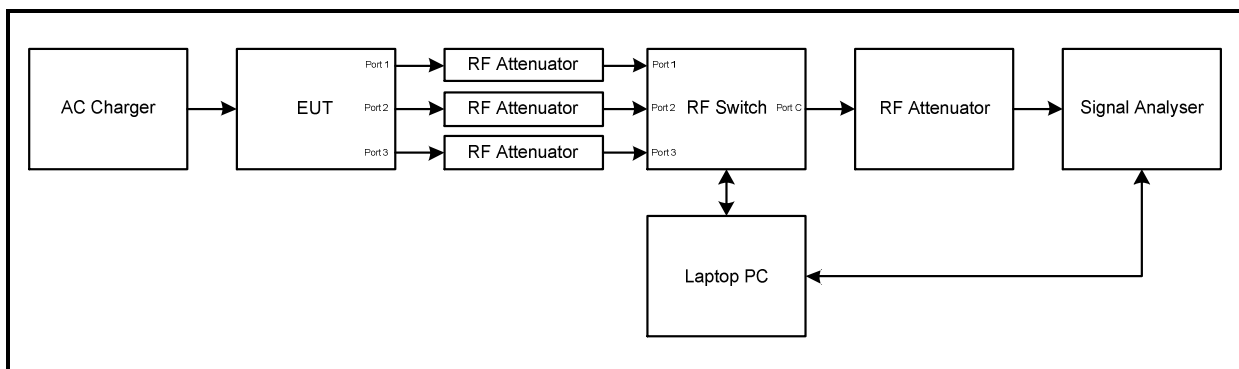 AC Charger
EUT
Port 1
Port 2
Port 3
RF Attenuator
RF Attenuator
RF Attenuator
Port 1
Port 2
Port 3
RF Switch
Port C
RF Attenuator
Signal Analyser
Laptop PC